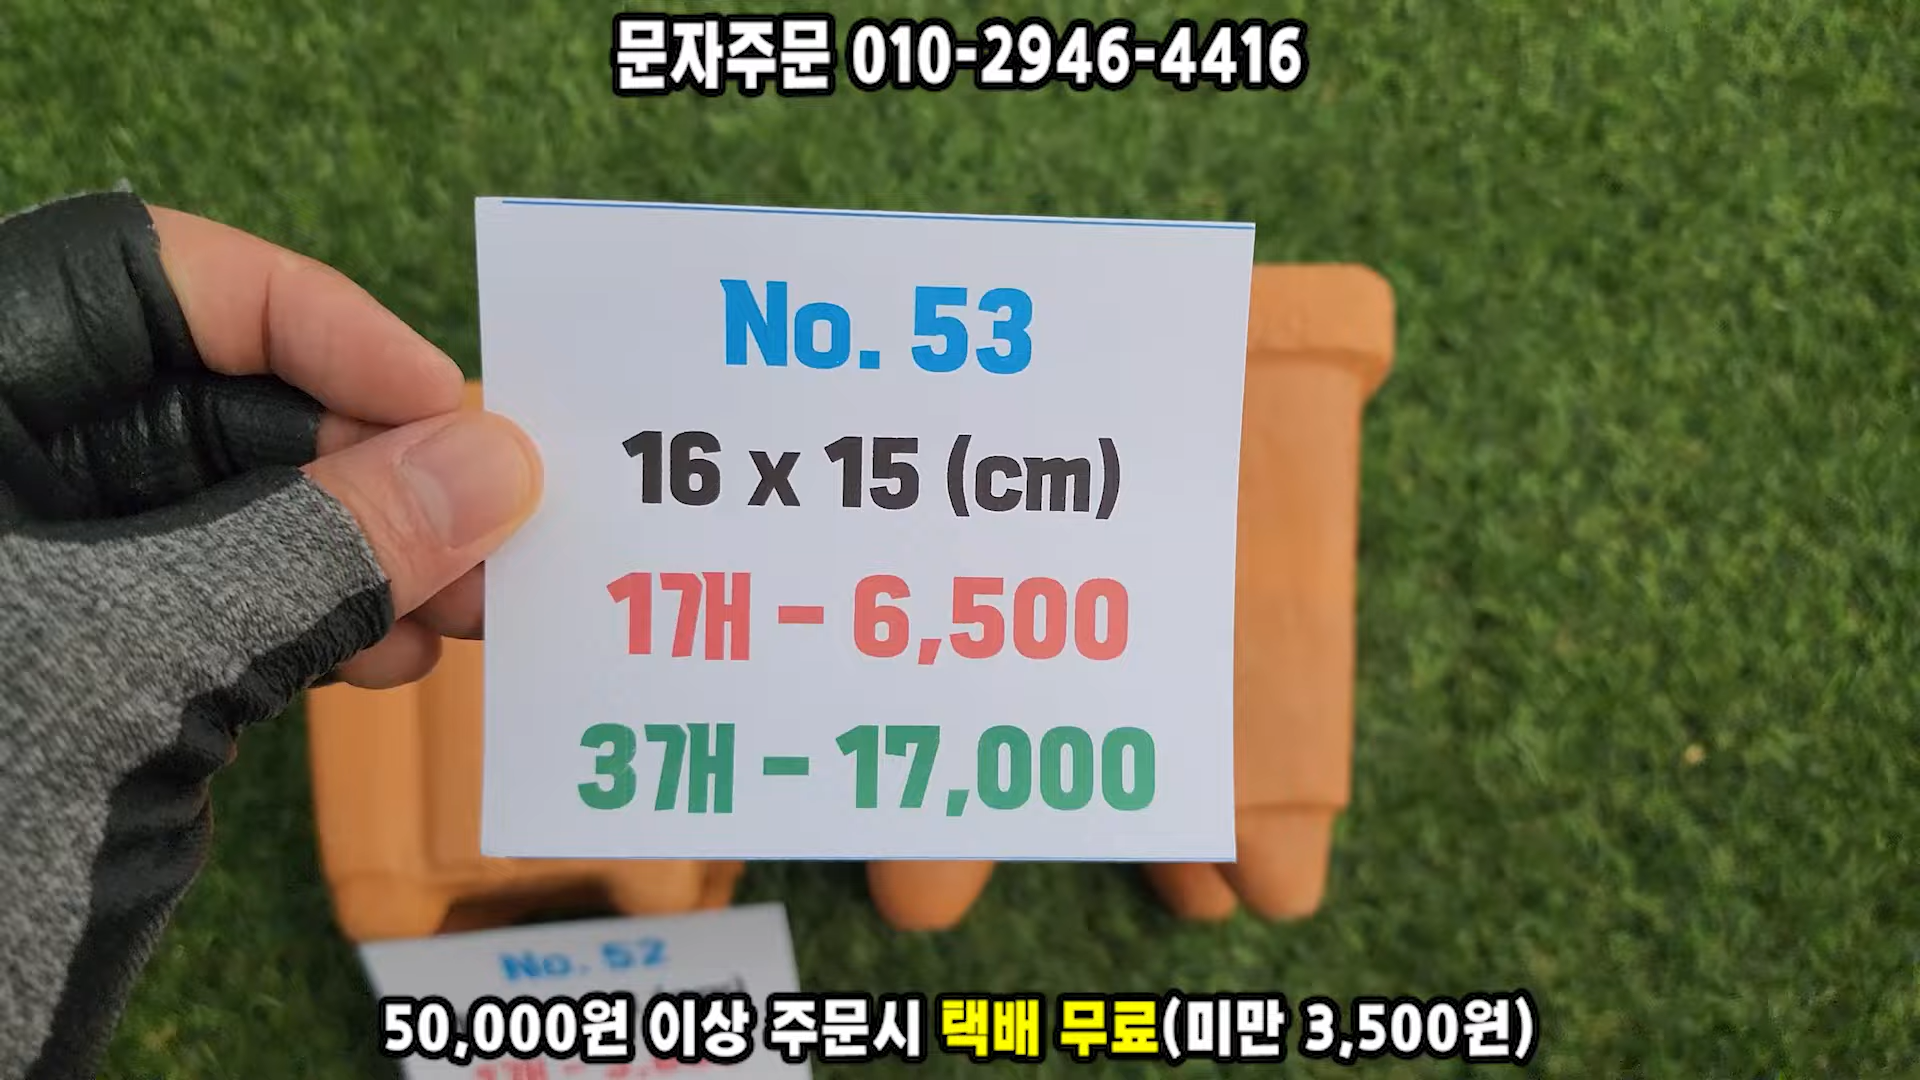 문자주문 010-2946-4416
No. 53
16 x 15 (cm)
1개 - 6,500
3개 - 17,000
No. 52
50,000원 이상 주문시 택배 무료(미만 3,500원)